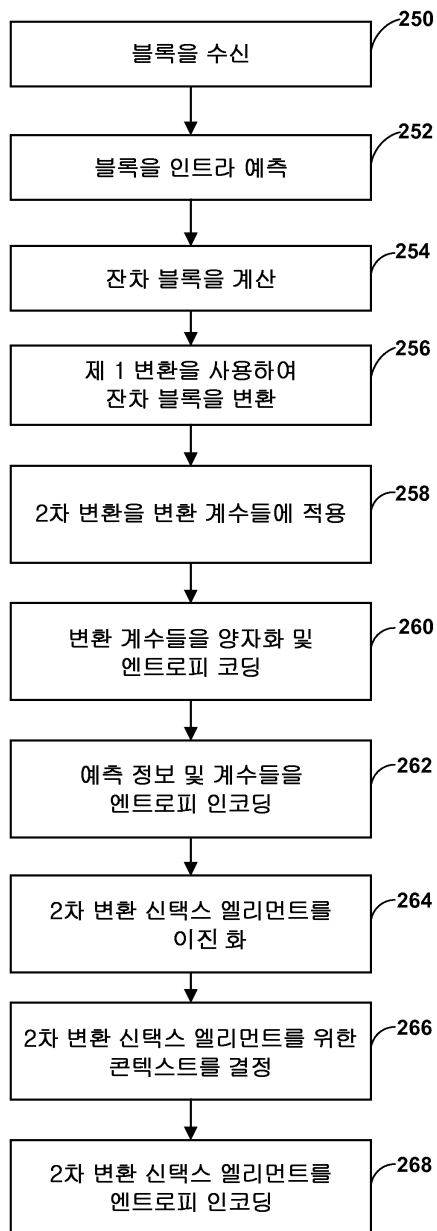 250
블록을 수신
252
블록을 인트라 예측
254
잔차 블록을 계산
256
제 1 변환을 사용하여
잔차 블록을 변환
258
2차 변환을 변환 계수들에 적용
260
변환 계수들을 양자화 및
엔트로피 코딩
262
예측 정보 및 계수들을
엔트로피 인코딩
264
2차 변환 신택스 엘리먼트를
이진 화
266
2차 변환 신택스 엘리먼트를 위한
콘텍스트를 결정
268
2차 변환 신택스 엘리먼트를
엔트로피 인코딩